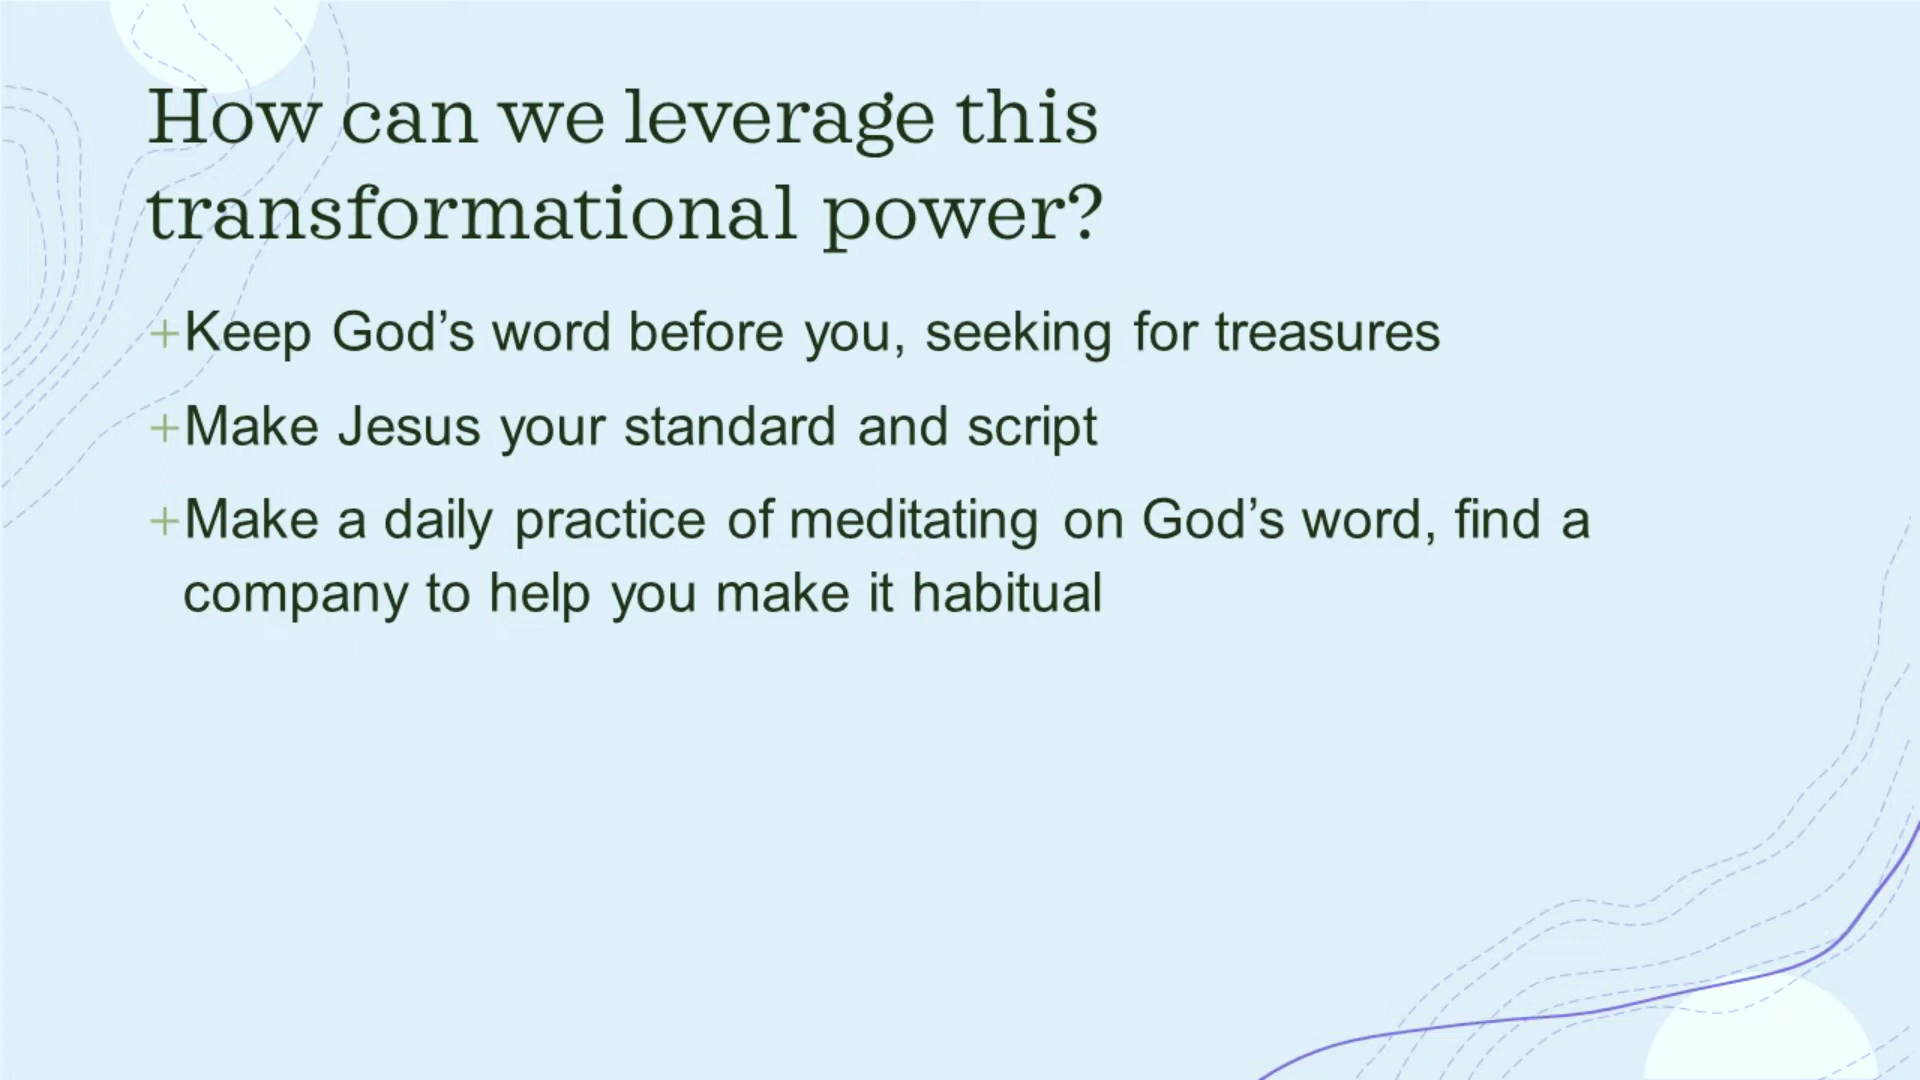 How can we leverage this
transformational power?
+Keep God’s word before you, seeking for treasures
+Make Jesus your standard and script
+Make a daily practice of meditating on God’s word, find a
company to help you make it habitual